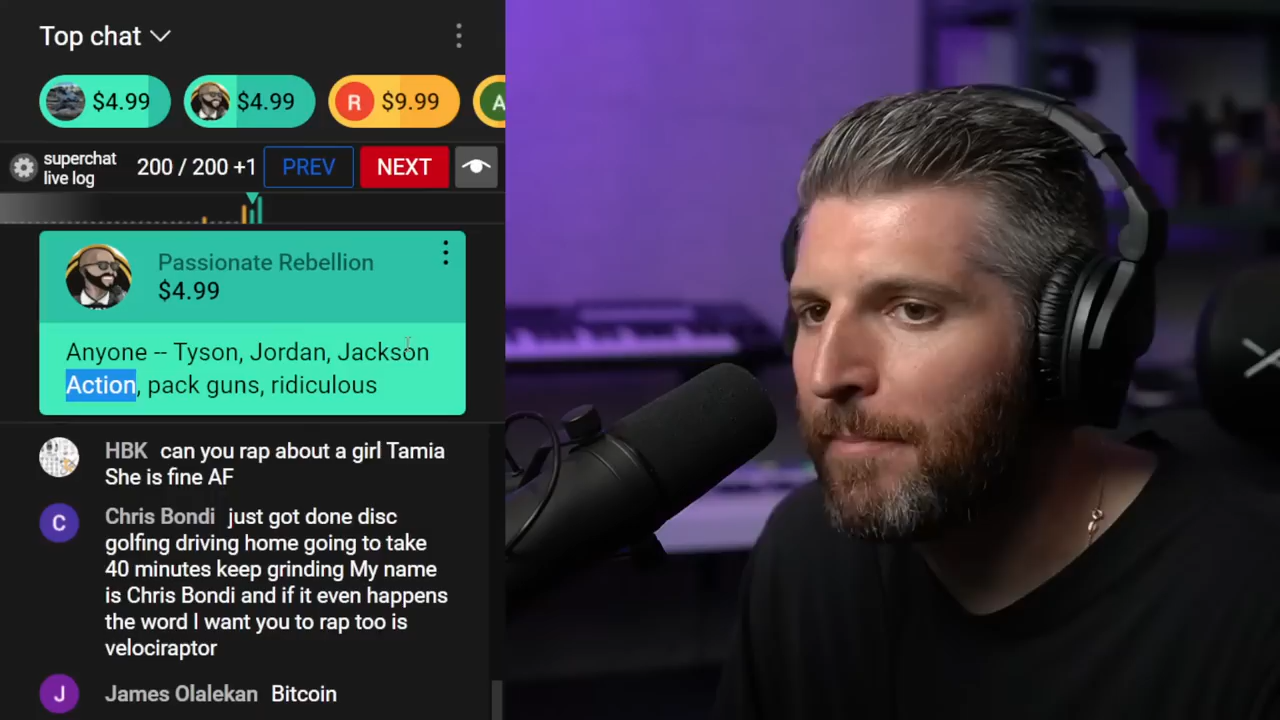 Top chat
$4.99
$4.99
R $9.99
A
superchat
live log
200 / 200 +1
PREV
NEXT
Passionate Rebellion
$4.99
Anyone -- Tyson, Jordan, Jackson
Action, pack guns, ridiculous
HBK can you rap about a girl Tamia
She is fine AF
C
Chris Bondi just got done disc
golfing driving home going to take
40 minutes keep grinding My name
is Chris Bondi and if it even happens
the word I want you to rap too is
velociraptor
J
James Olalekan Bitcoin